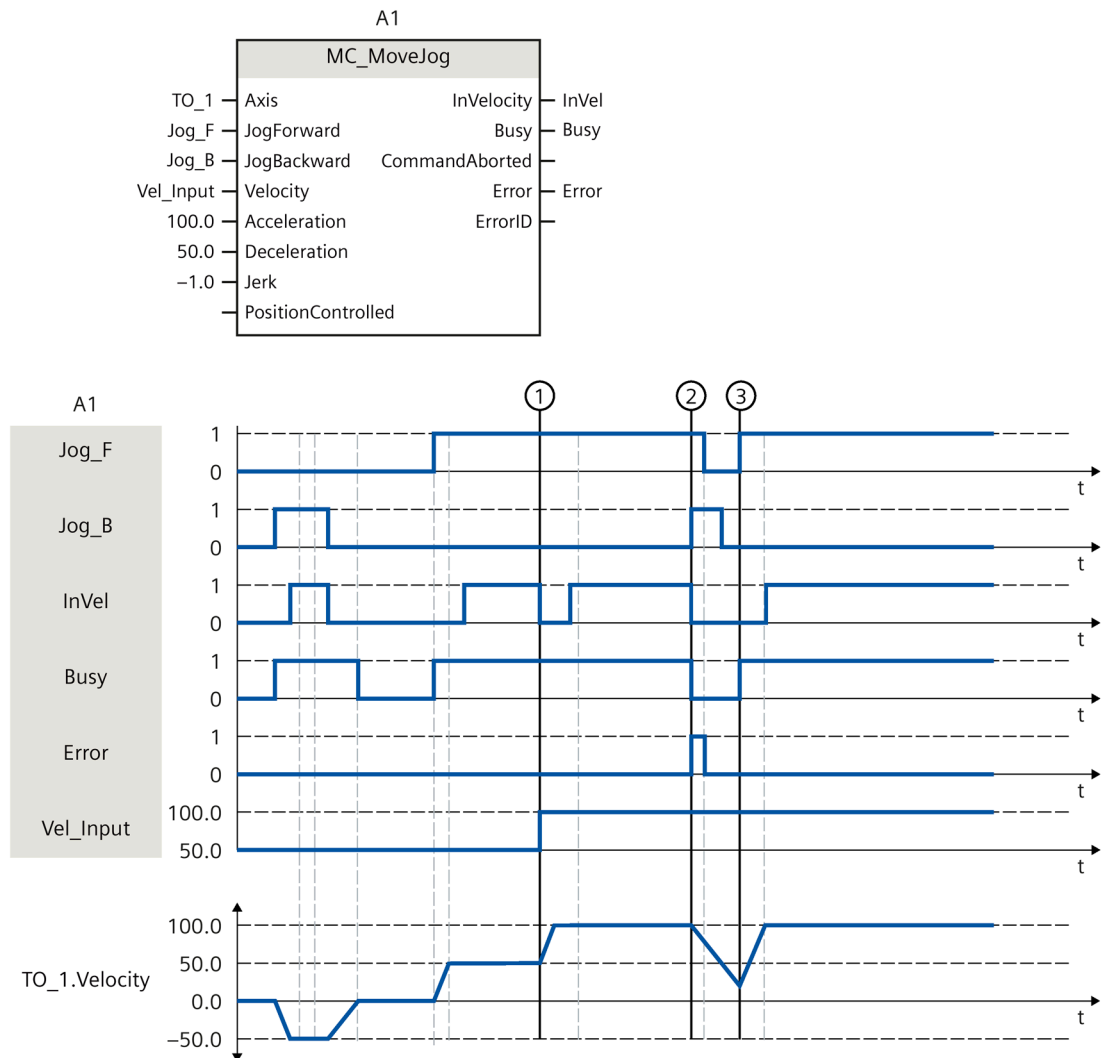 A1
MC_MoveJog
TO_1 Axis InVelocity InVel
Jog_F JogForward Busy Busy
Jog_B JogBackward CommandAborted
Vel_Input Velocity Error Error
100.0 Acceleration ErrorID
50.0 Deceleration
−1.0 Jerk
PositionControlled
1 2 3
A1
Jog_F 1
0
t
Jog_B 1
0
t
InVel 1
0
t
Busy 1
0
t
Error 1
0
t
Vel_Input 100.0
50.0
t
100.0
50.0
TO_1.Velocity
0.0
t
−50.0